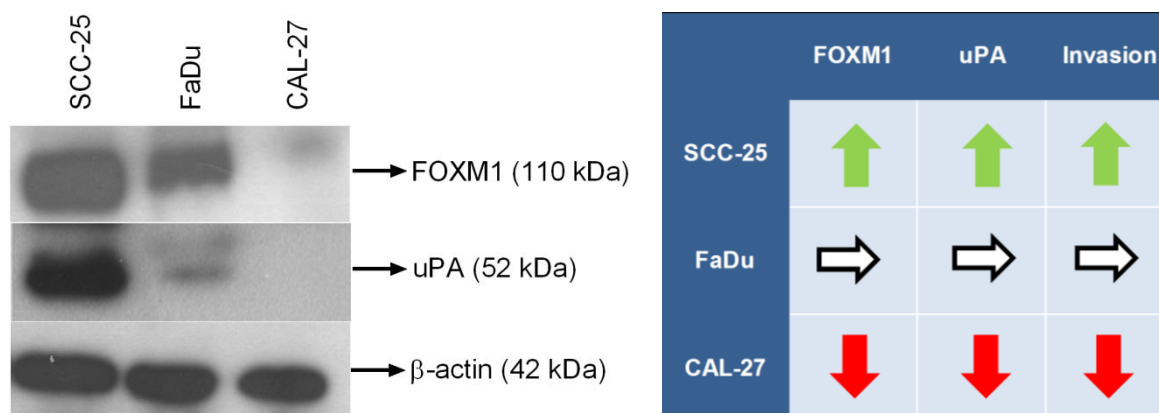 SCC-25
FaDu
CAL-27
FOXM1 (110 kDa)
uPA (52 kDa)
β-actin (42 kDa)
FOXM1 uPA Invasion
SCC-25
FaDu
CAL-27